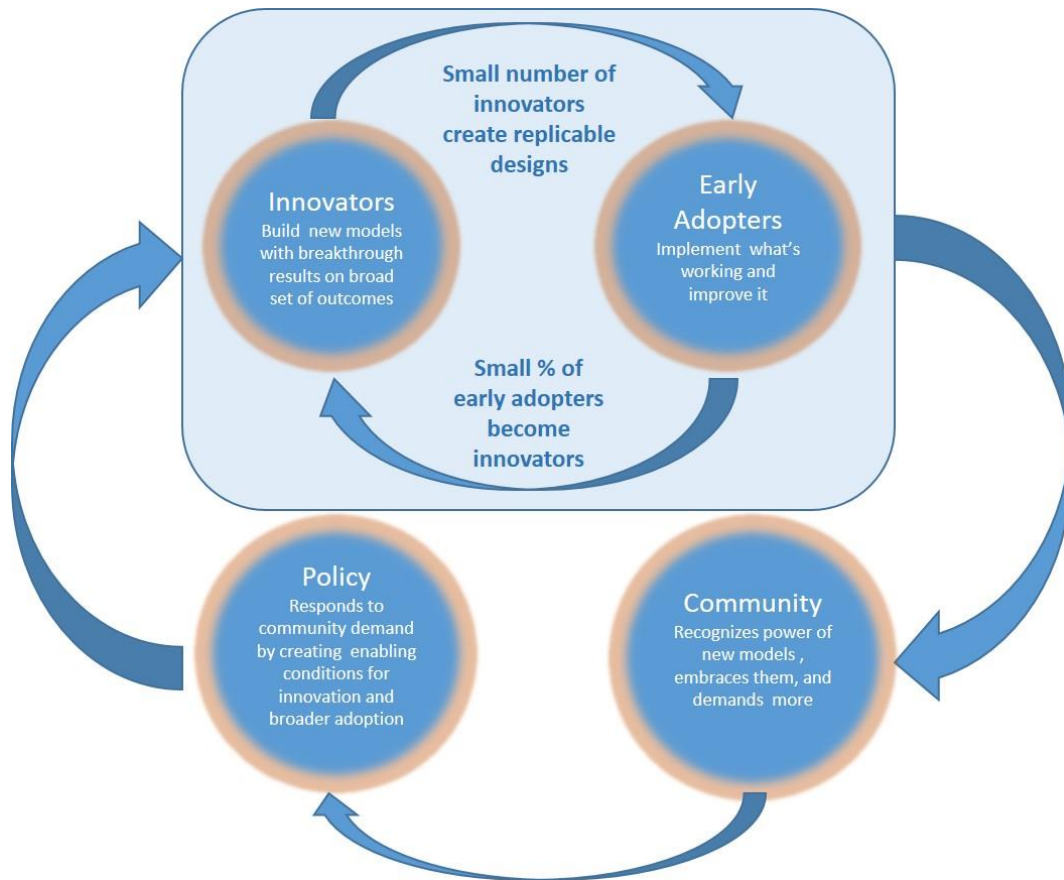 Small number of
innovators
create replicable
designs
Innovators
Build new models
with breakthrough
results on broad
set of outcomes
Early
Adopters
Implement what's
working and
improve it
Small % of
early adopters
become
innovators
Policy
Responds to
community demand
by creating enabling
conditions for
innovation and
broader adoption
Community
Recognizes power of
new models ,
embraces them, and
demands more